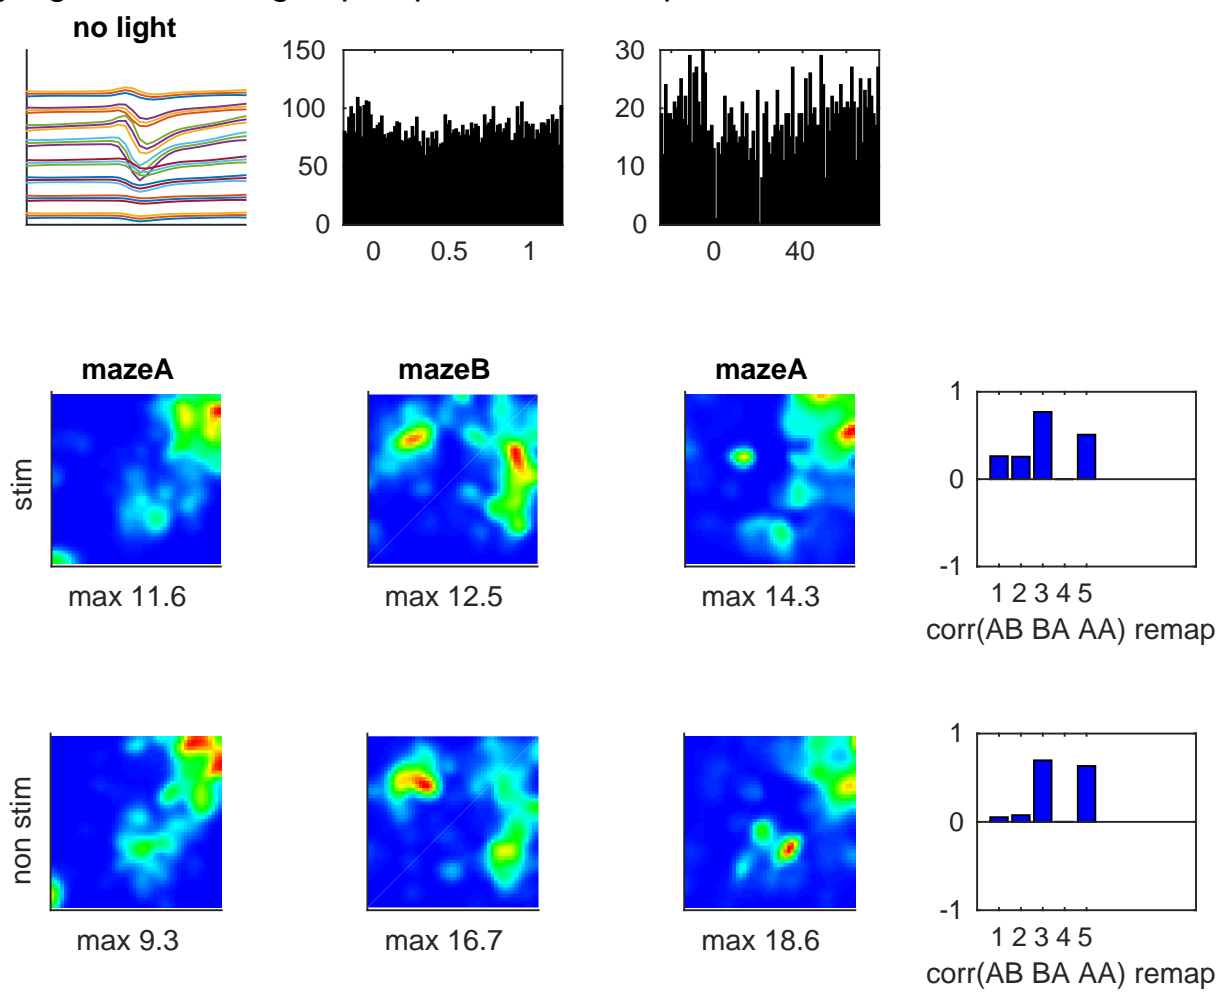 no light
150
100
50
0
0 0.5 1
30
20
10
0
0 40
mazeA mazeB mazeA
stim
max 11.6 max 12.5 max 14.3
1
0
-1
1 2 3 4 5
corr(AB BA AA) remap
non stim
max 9.3 max 16.7 max 18.6
1
0
-1
1 2 3 4 5
corr(AB BA AA) remap